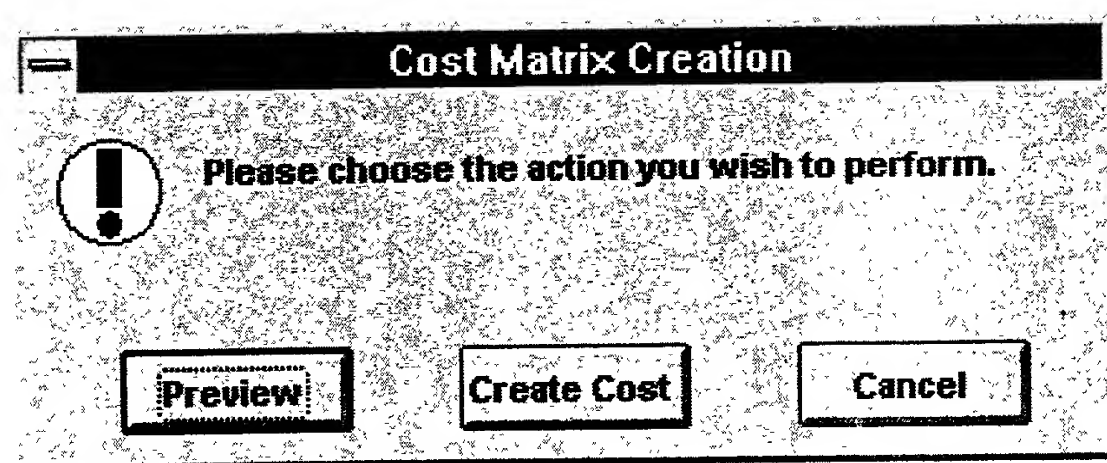 Cost Matrix Creation
Please choose the action you wish to perform.
Preview
Create Cost
Cancel